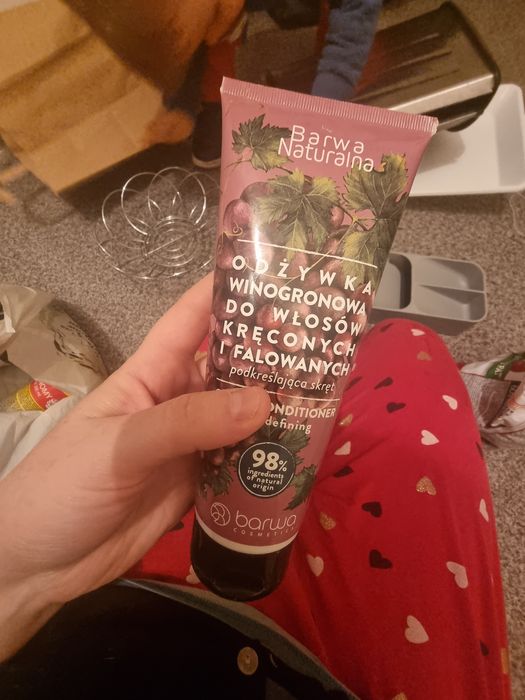 Barwa
Naturalna
ODŻYWKA
WINOGRONOWA
DO WŁOSÓW
KRĘCONYCH
I FALOWANYCH
podkreślająca skręt
CONDITIONER
defining
98%
ingredients
of natural
origin
barwa
COSMETICS